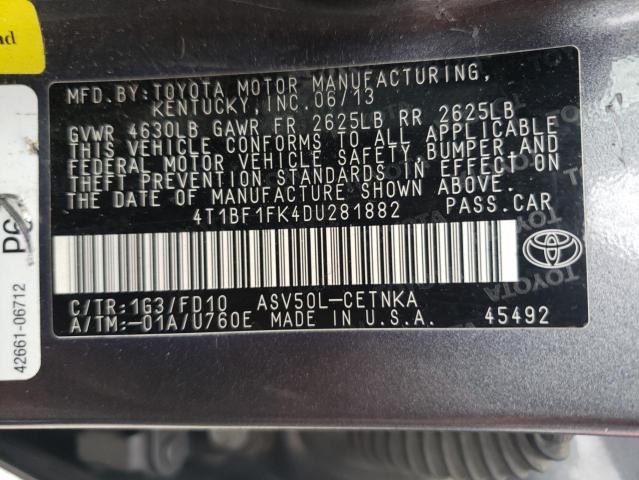 MFD.BY:TOYOTA MOTOR MANUFACTURING,
KENTUCKY, INC. 06/13
GVWR 4630LB GAWR FR 2625LB RR 2625LB
THIS VEHICLE CONFORMS TO ALL APPLICABLE
FEDERAL MOTOR VEHICLE SAFETY,BUMPER,AND
THEFT PREVENTION STANDARDS IN EFFECT ON
THE DATE OF MANUFACTURE SHOWN ABOVE.
4T1BF1FK4DU281882 PASS.CAR
TOYOTA
C/TR:1G3/FD10 ASV50L-CETNKA
A/TM:-01A/U760E MADE IN U.S.A. 45492
42661-06712